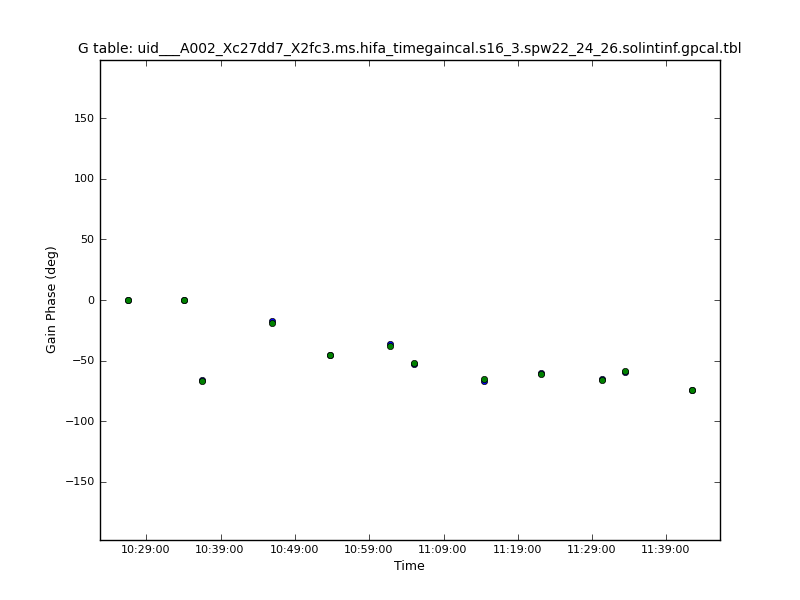 G table: uid___A002_Xc27dd7_X2fc3.ms.hifa_timegaincal.s16_3.spw22_24_26.solintinf.gpcal.tbl
150
100
50
0
−50
−100
−150
Gain Phase (deg)
10:29:00 10:39:00 10:49:00 10:59:00 11:09:00 11:19:00 11:29:00 11:39:00
Time